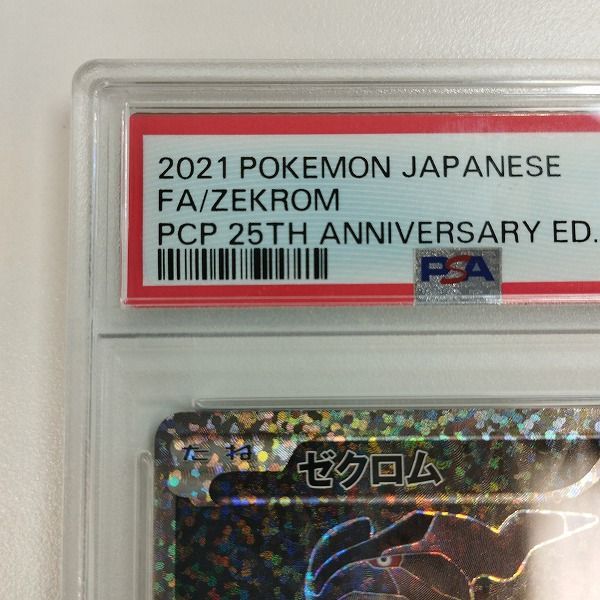 2021 POKEMON JAPANESE
FA/ZEKROM
PCP 25TH ANNIVERSARY ED.
PSA
たね
ゼクロム